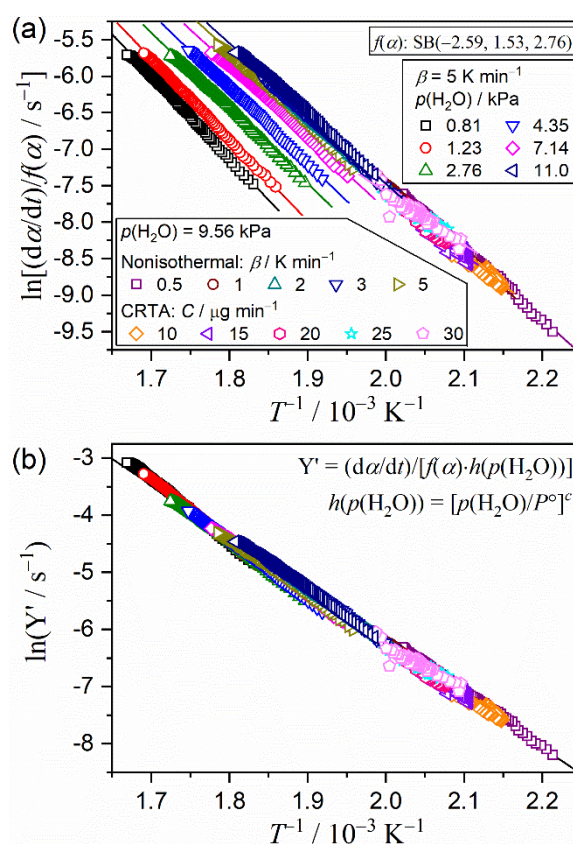 (a)
f(α): SB(−2.59, 1.53, 2.76)
β = 5 K min⁻¹
p(H₂O) / kPa
0.81 4.35
1.23 7.14
2.76 11.0
p(H₂O) = 9.56 kPa
Nonisothermal: β / K min⁻¹
0.5 1 2 3 5
CRTA: C / μg min⁻¹
10 15 20 25 30
ln[(dα/dt)/f(α) / s⁻¹]
-5.5
-6.0
-6.5
-7.0
-7.5
-8.0
-8.5
-9.0
-9.5
1.7 1.8 1.9 2.0 2.1 2.2
T⁻¹ / 10⁻³ K⁻¹
(b)
Y' = (dα/dt)/[f(α)·h(p(H₂O))]
h(p(H₂O)) = [p(H₂O)/P°]ᶜ
ln(Y' / s⁻¹)
-3
-4
-5
-6
-7
-8
1.7 1.8 1.9 2.0 2.1 2.2
T⁻¹ / 10⁻³ K⁻¹